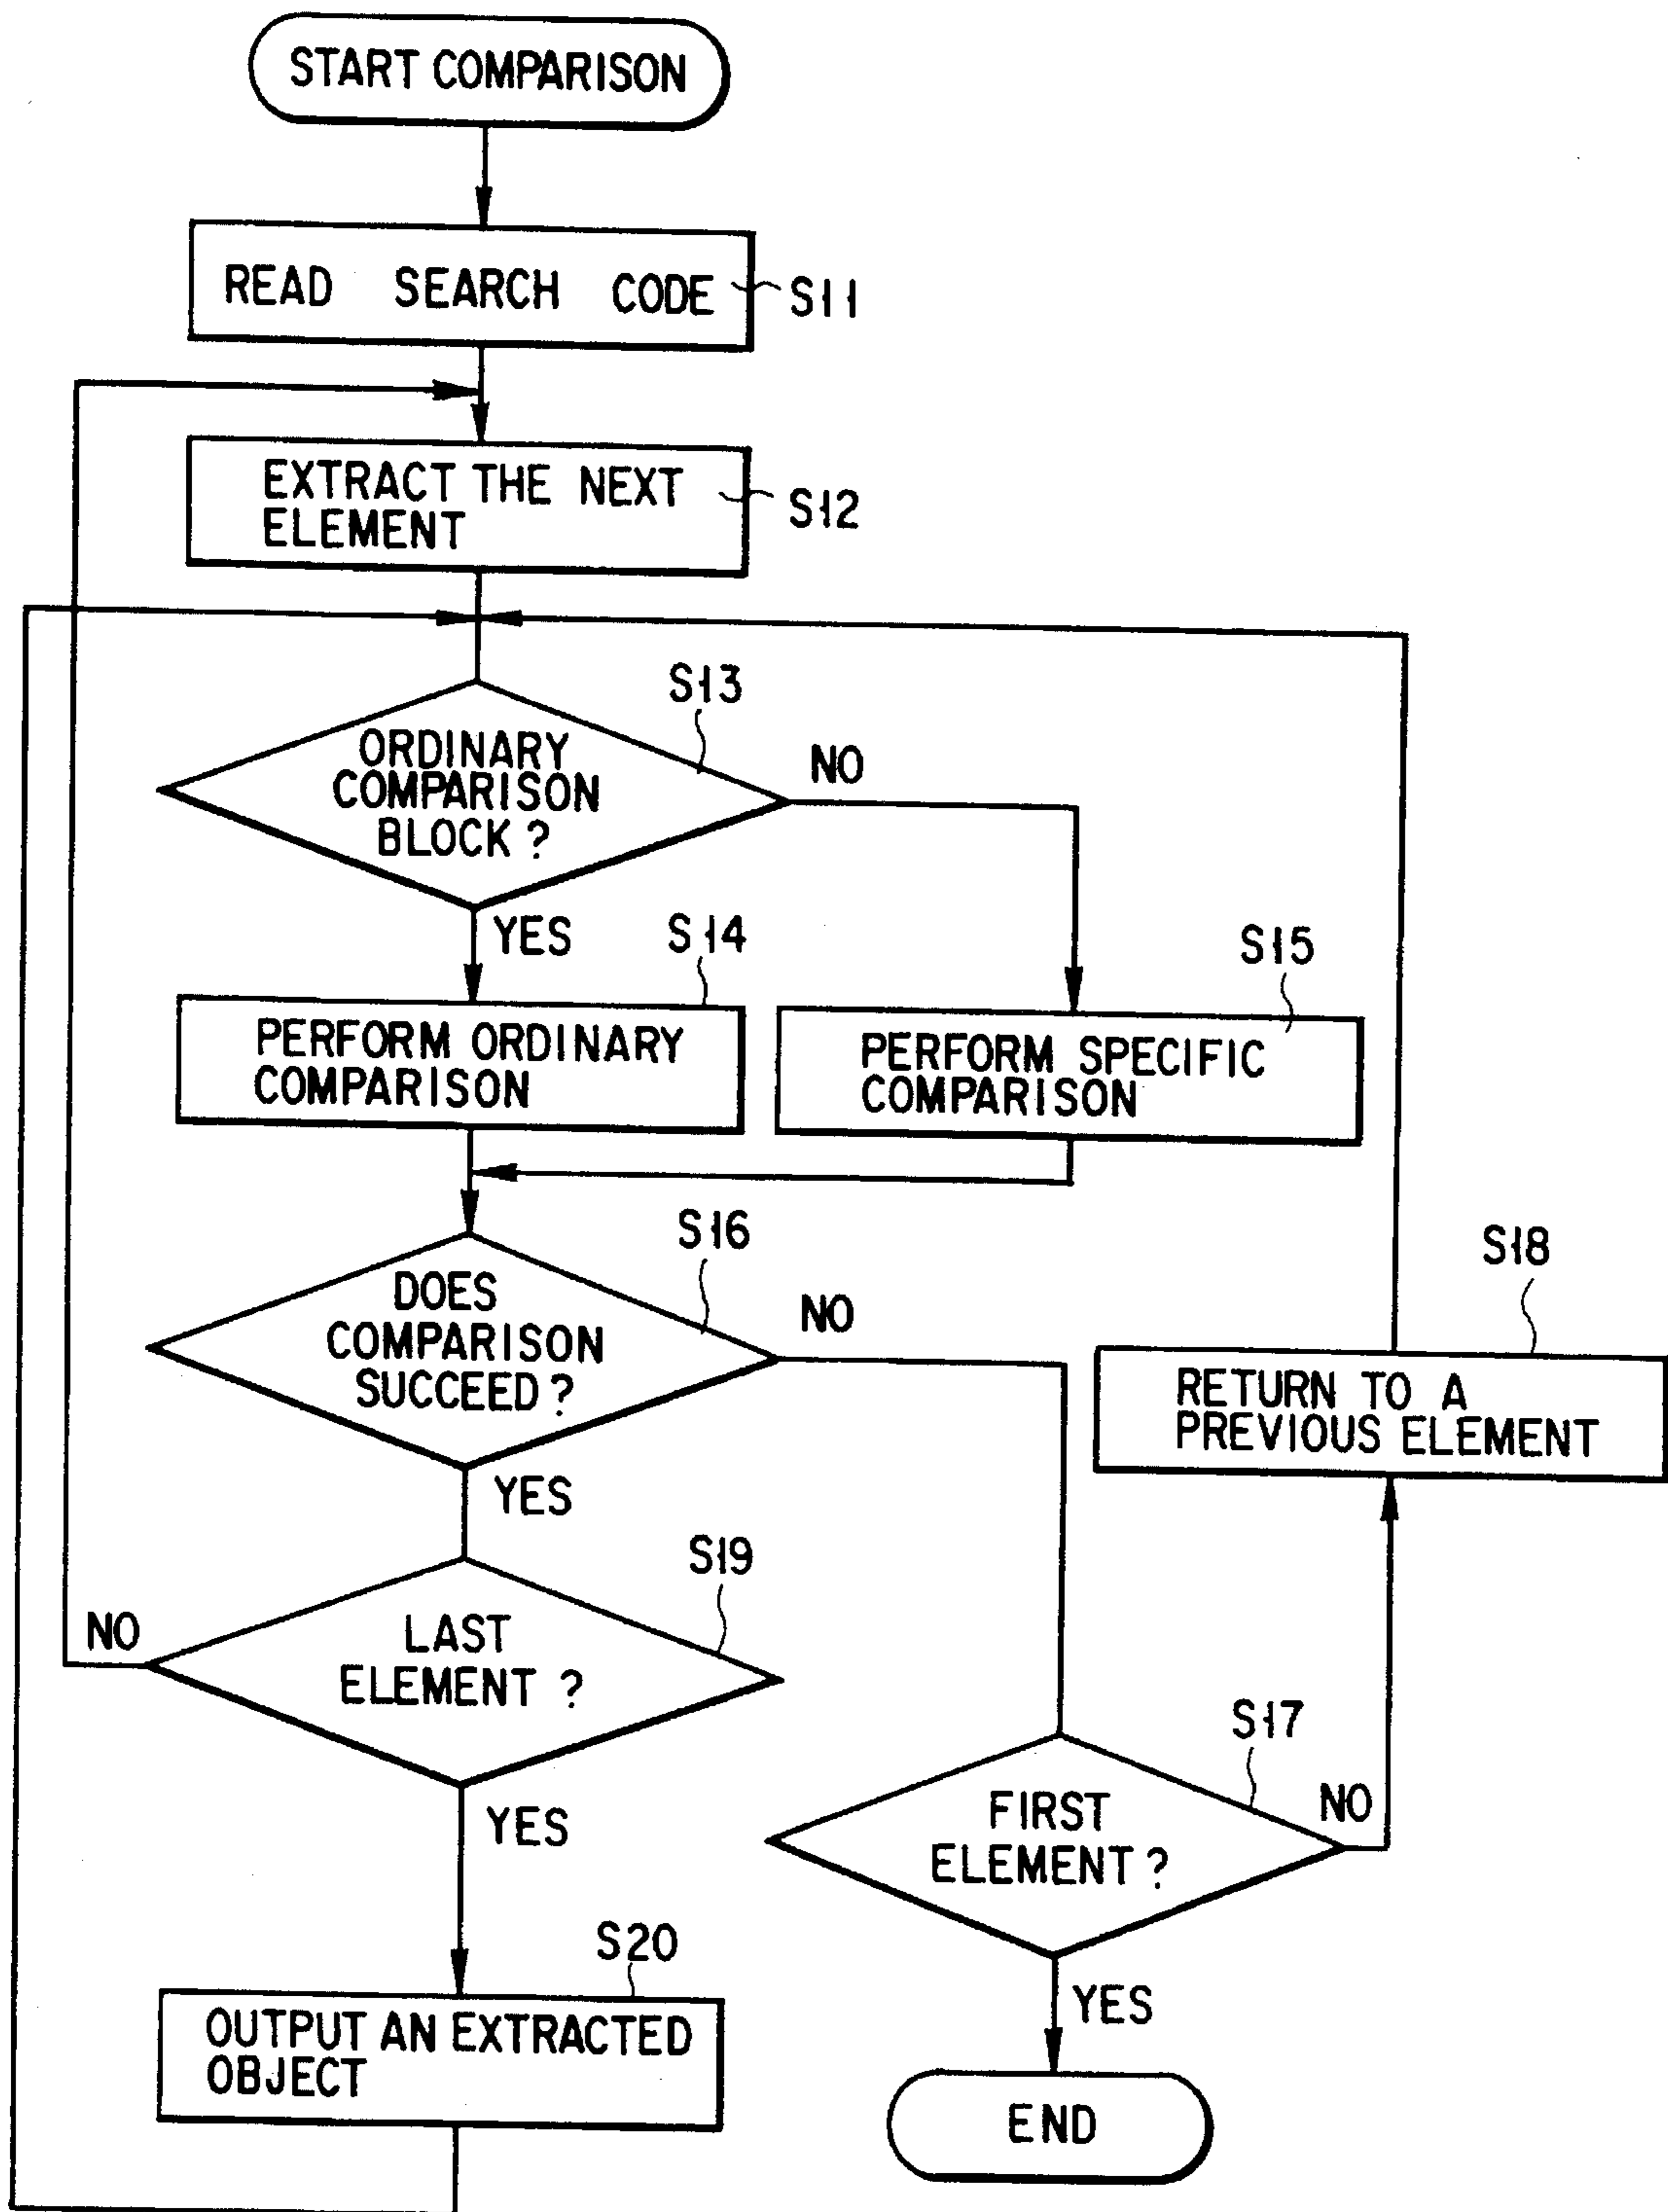 START COMPARISON
READ SEARCH CODE
S11
EXTRACT THE NEXT
ELEMENT
S12
S13
ORDINARY
COMPARISON
BLOCK ?
NO
YES
S14
PERFORM ORDINARY
COMPARISON
S15
PERFORM SPECIFIC
COMPARISON
S16
DOES
COMPARISON
SUCCEED ?
NO
YES
S18
RETURN TO A
PREVIOUS ELEMENT
S19
LAST
ELEMENT ?
NO
YES
S17
FIRST
ELEMENT ?
NO
YES
S20
OUTPUT AN EXTRACTED
OBJECT
END